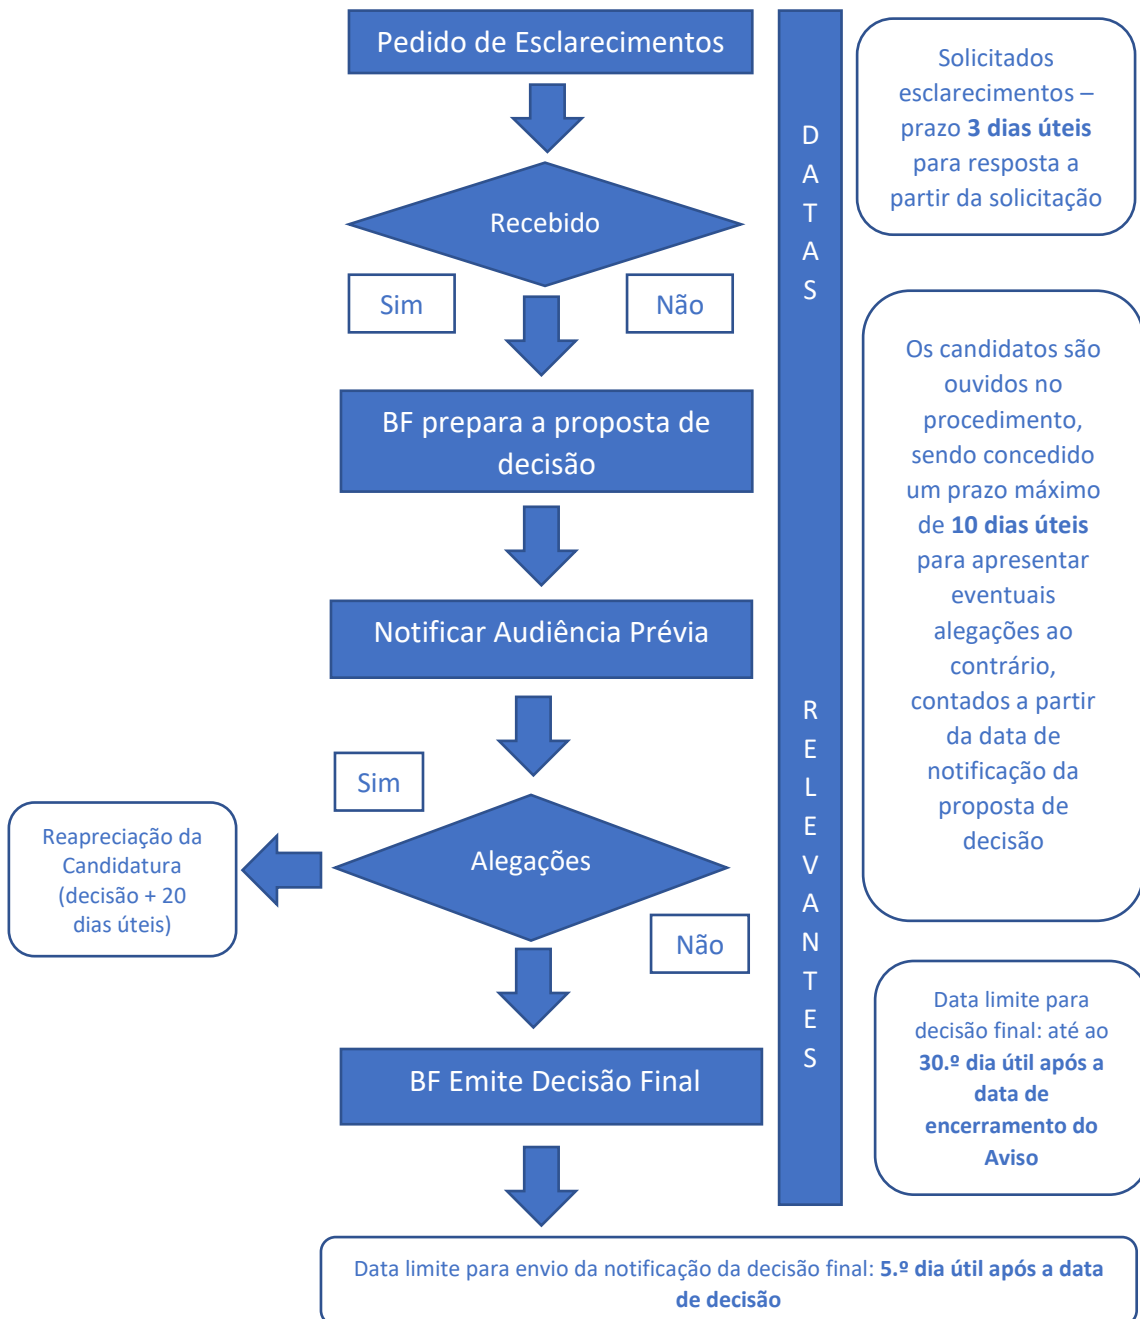 Pedido de Esclarecimentos
Recebido
Sim
Não
BF prepara a proposta de
decisão
Notificar Audiência Prévia
Sim
Alegações
Não
Reapreciação da
Candidatura
(decisão + 20
dias úteis)
BF Emite Decisão Final
D
A
T
A
S
R
E
L
E
V
A
N
T
E
S
Solicitados
esclarecimentos –
prazo 3 dias úteis
para resposta a
partir da solicitação
Os candidatos são
ouvidos no
procedimento,
sendo concedido
um prazo máximo
de 10 dias úteis
para apresentar
eventuais
alegações ao
contrário,
contados a partir
da data de
notificação da
proposta de
decisão
Data limite para
decisão final: até ao
30.º dia útil após a
data de
encerramento do
Aviso
Data limite para envio da notificação da decisão final: 5.º dia útil após a data
de decisão